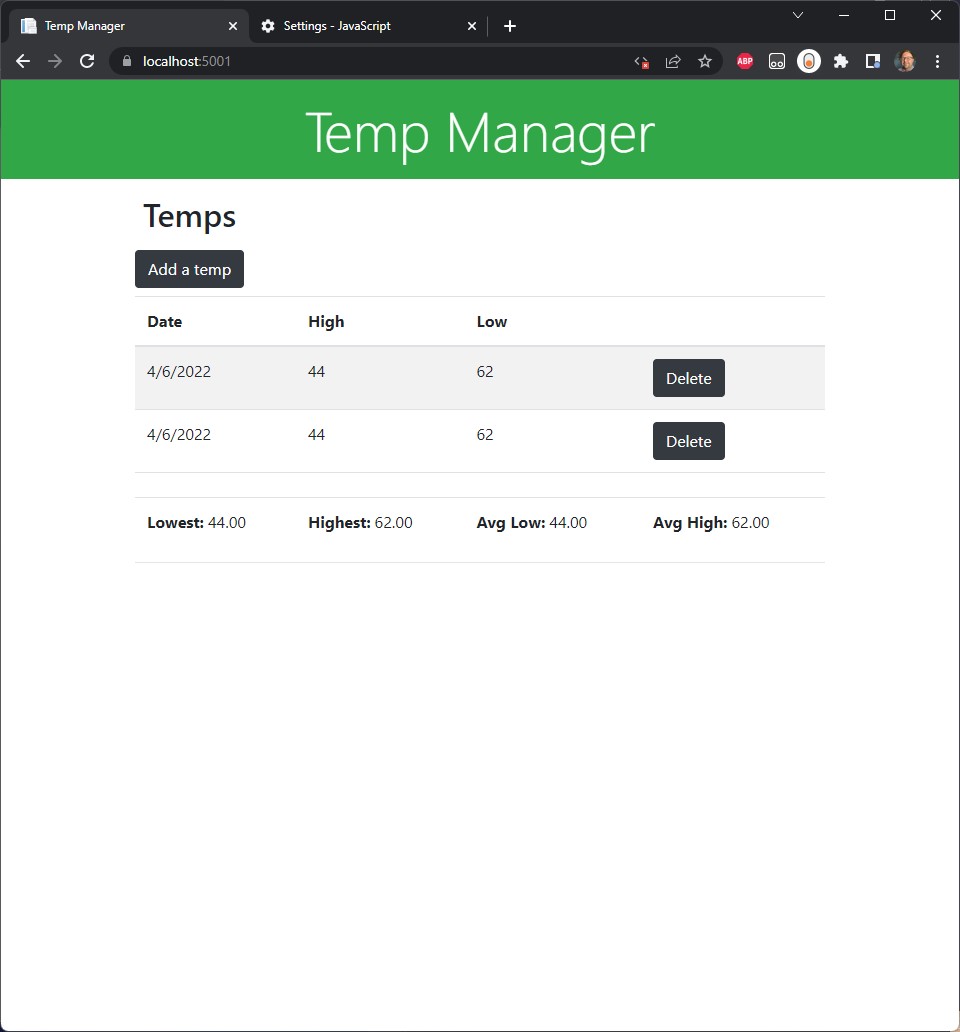 Temp Manager
Settings - JavaScript
localhost:5001
ABP
Temp Manager
Temps
Add a temp
Date High Low
4/6/2022 44 62 Delete
4/6/2022 44 62 Delete
Lowest: 44.00 Highest: 62.00 Avg Low: 44.00 Avg High: 62.00